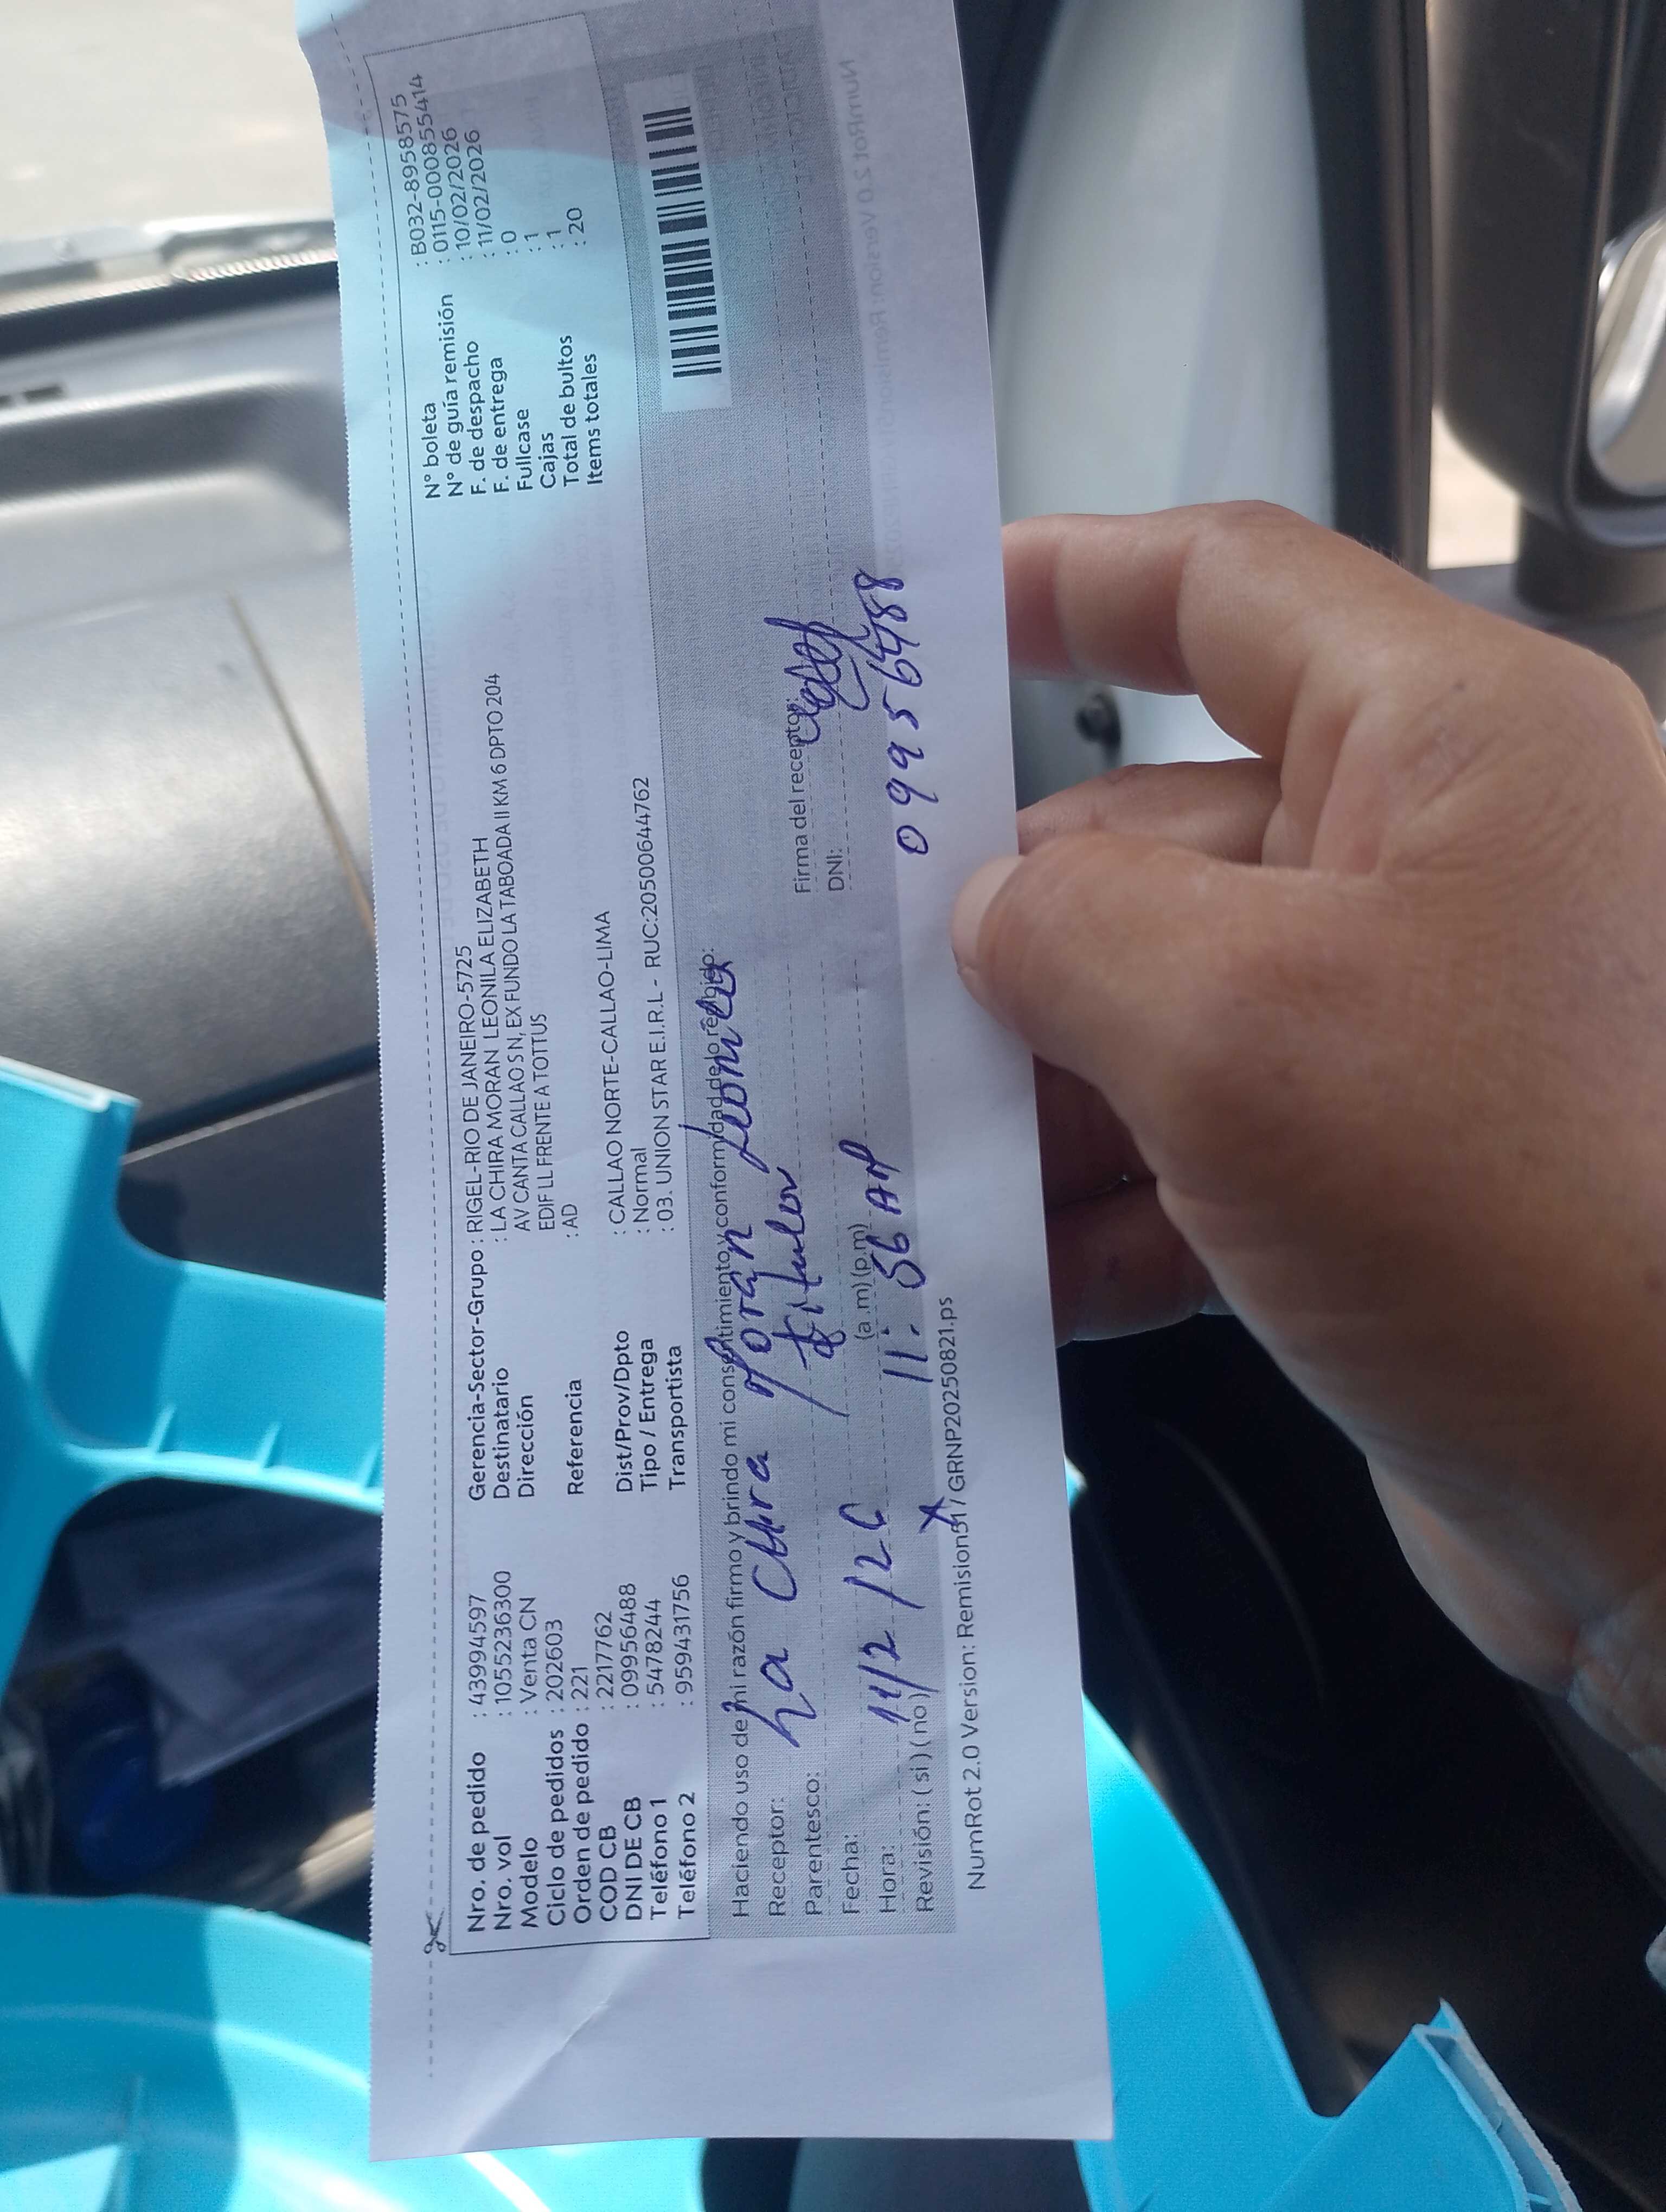 Nro. de pedido : 43994597 Gerencia-Sector-Grupo : RIGEL-RIO DE JANEIRO-5725 N° boleta : B032-8958575
Nro. vol : 1055236300 Destinatario : LA CHIRA MORAN LEONILA ELIZABETH N° de guía remisión : 0115-0008554 14
Modelo : Venta CN Dirección AV CANTA CALLAO S N, EX FUNDO LA TABOADA II KM 6 DPTO 204 F. de despacho : 10/02/2026
Ciclo de pedidos : 202603 EDIF LL FRENTE A TOTTUS F. de entrega : 11/02/2026
Orden de pedido : 221 Referencia : AD Fullcase : 0
COD CB : 2217762 Cajas : 1
DNI DE CB : 09956488 Dist/Prov/Dpto : CALLAO NORTE-CALLAO-LIMA Total de bultos : 1
Teléfono 1 : 5478244 Tipo / Entrega : Normal Items totales : 20
Teléfono 2 : 959431756 Transportista : 03. UNION STAR E.I.R.L - RUC:20500644762
Haciendo uso de mi razón firmo y brindo mi consentimiento y conformidad de lo recibido:
Receptor: La Chira Moran Leonila
Parentesco: titular Firma del receptor:
Fecha: 11/2/26 DNI: 09956488
Hora: (a .m) (p.m) 11:56 AM
Revisión: ( si ) ( no ) X
NumRot 2.0 Version: Remision51 / GRNP20250821.ps